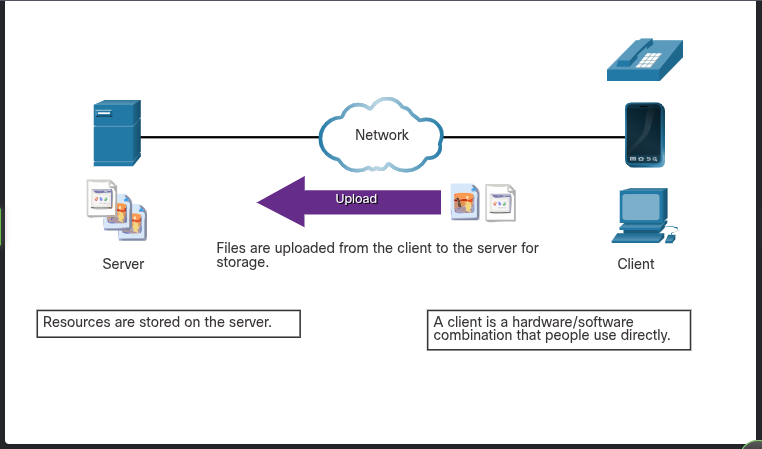 Network
Upload
Files are uploaded from the client to the server for
storage.
Server
Client
Resources are stored on the server.
A client is a hardware/software
combination that people use directly.